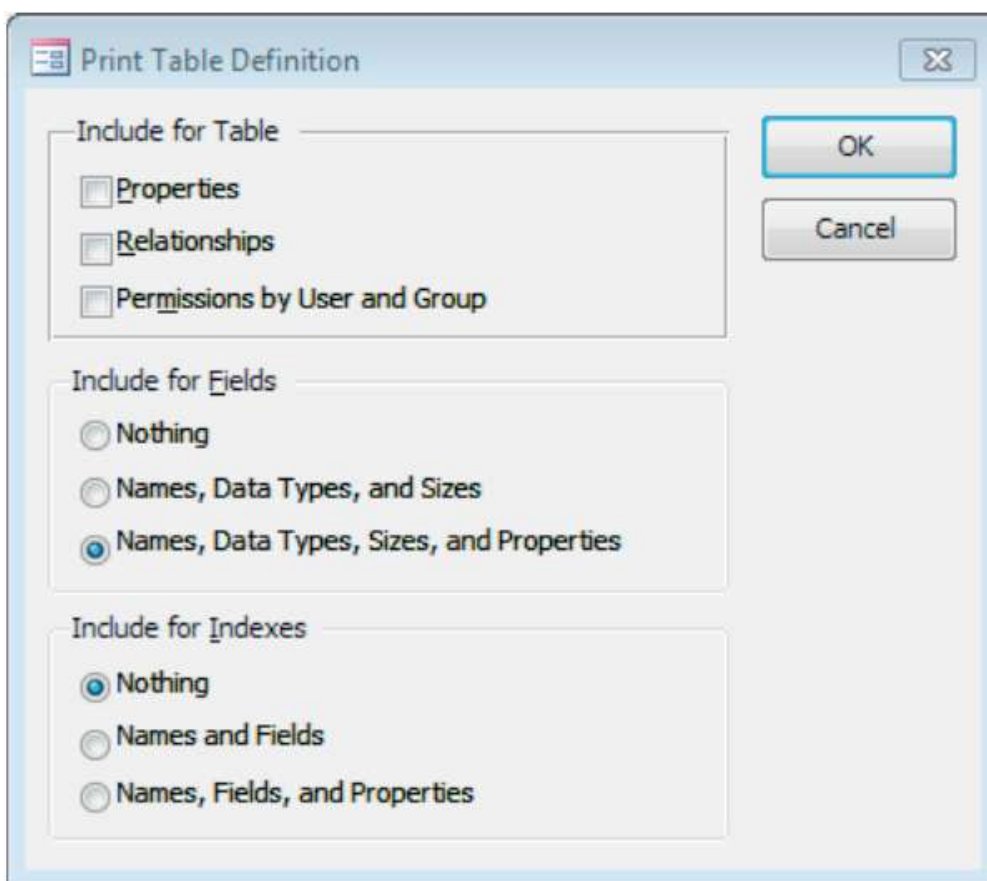 Print Table Definition
Include for Table
Properties
Relationships
Permissions by User and Group
OK
Cancel
Include for Fields
Nothing
Names, Data Types, and Sizes
Names, Data Types, Sizes, and Properties
Include for Indexes
Nothing
Names and Fields
Names, Fields, and Properties